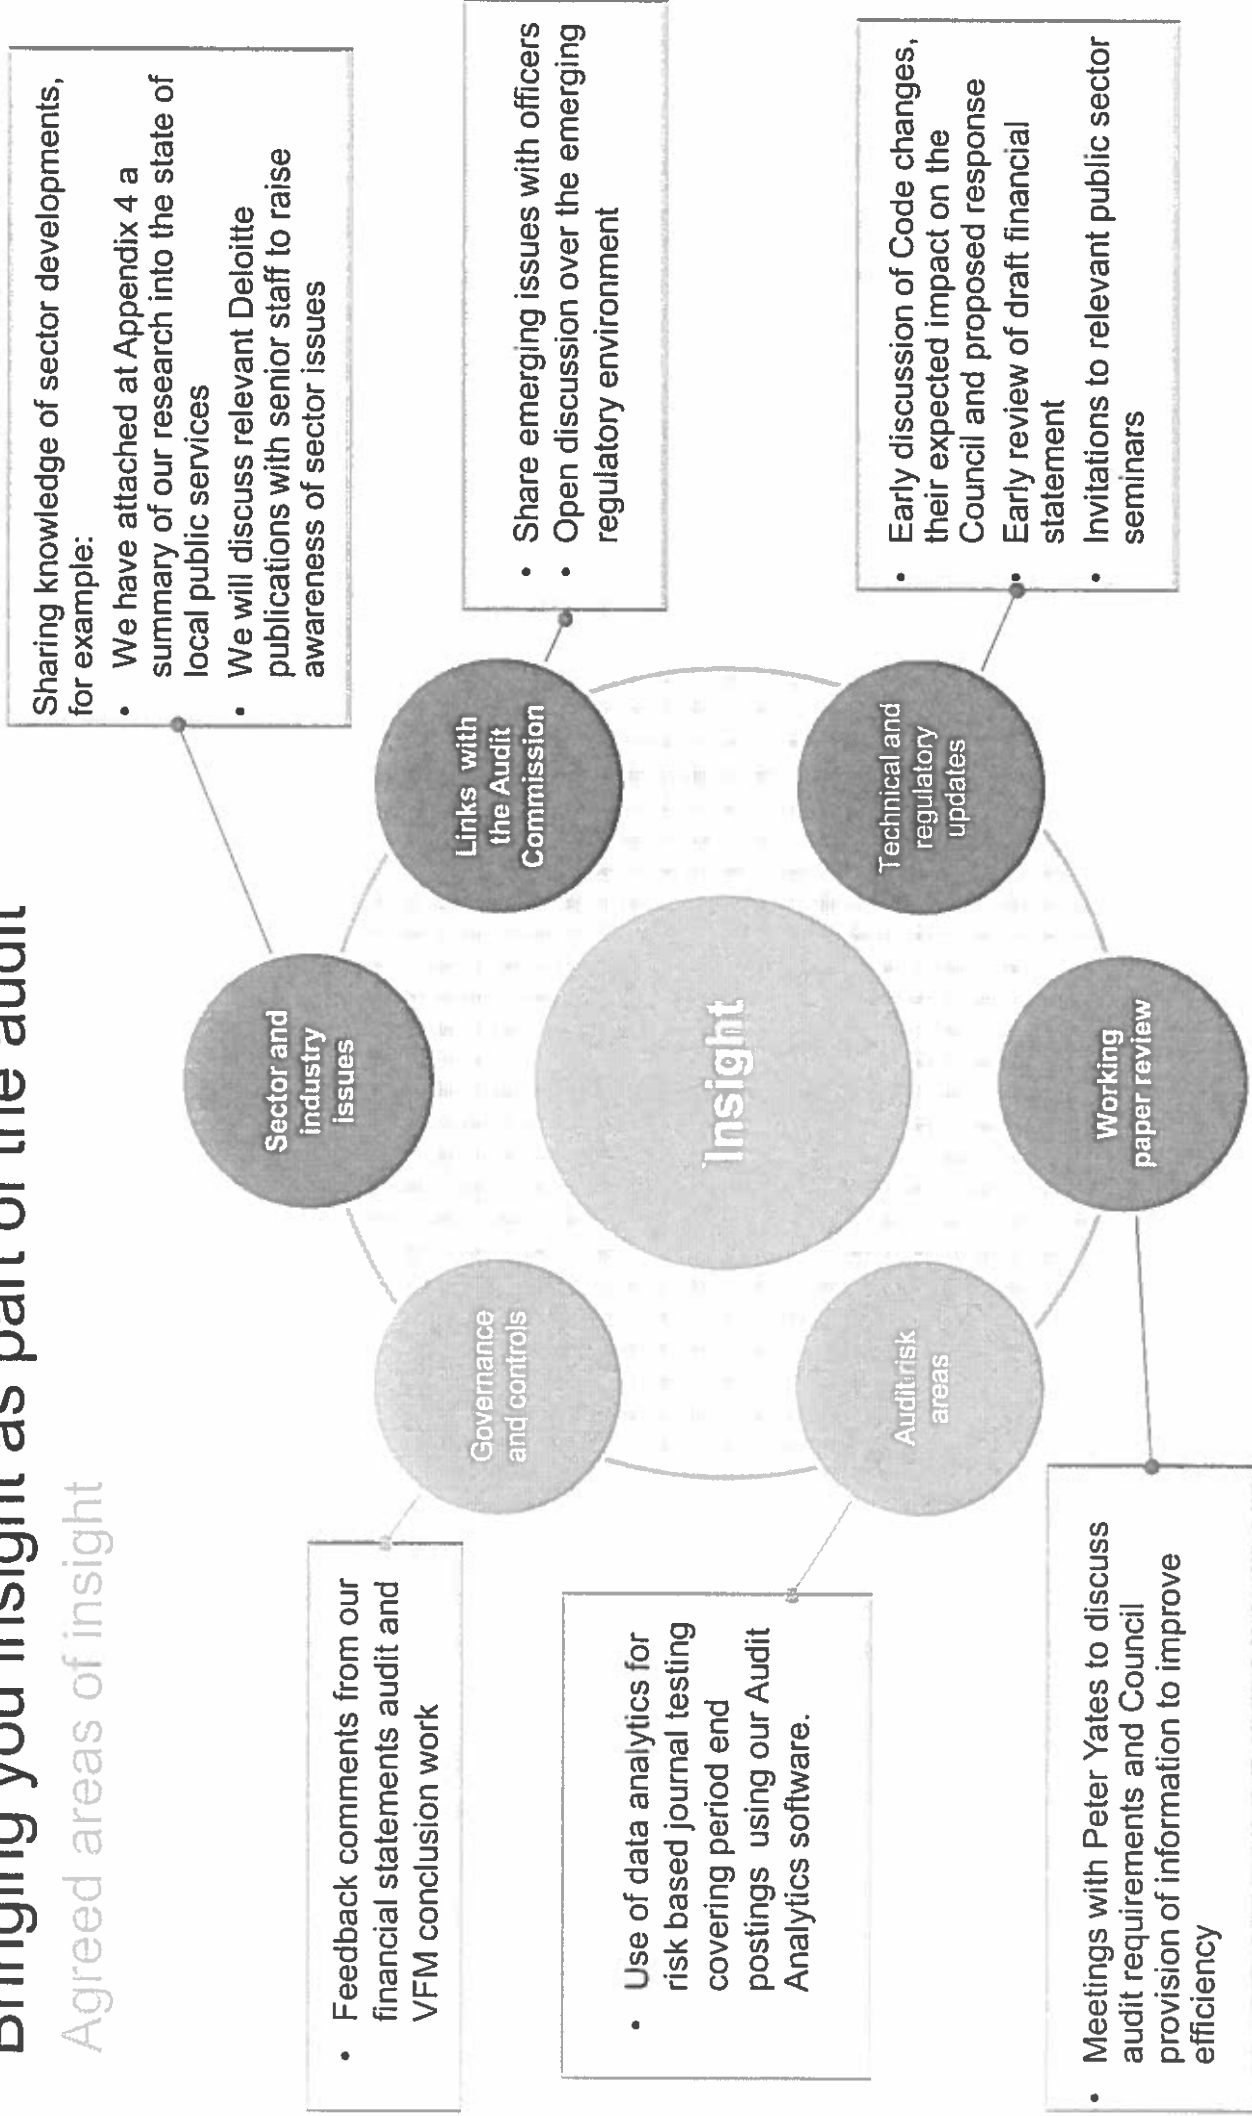 Bringing you insight as part of the audit
Agreed areas of insight
Sharing knowledge of sector developments,
for example:
• We have attached at Appendix 4 a
summary of our research into the state of
local public services
• We will discuss relevant Deloitte
publications with senior staff to raise
awareness of sector issues
• Share emerging issues with officers
• Open discussion over the emerging
regulatory environment
• Early discussion of Code changes,
their expected impact on the
Council and proposed response
• Early review of draft financial
statement
• Invitations to relevant public sector
seminars
Sector and
industry
issues
Links with
the Audit
Commission
Technical and
regulatory
updates
Working
paper review
Audit risk
areas
Governance
and controls
Insight
• Feedback comments from our
financial statements audit and
VFM conclusion work
• Use of data analytics for
risk based journal testing
covering period end
postings using our Audit
Analytics software.
• Meetings with Peter Yates to discuss
audit requirements and Council
provision of information to improve
efficiency